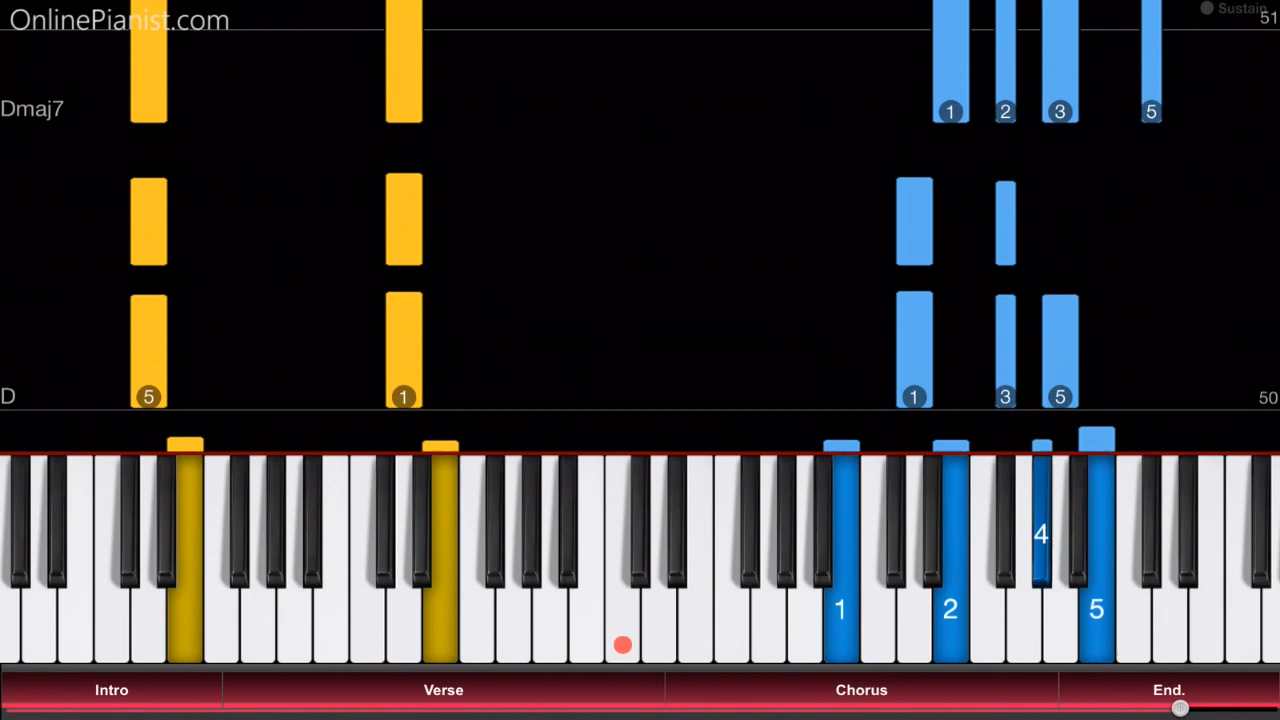 OnlinePianist.com
Sustain
51
Dmaj7
1 2 3 5
D
5 1 1 3 5
50
4
1 2 5
Intro Verse Chorus End.